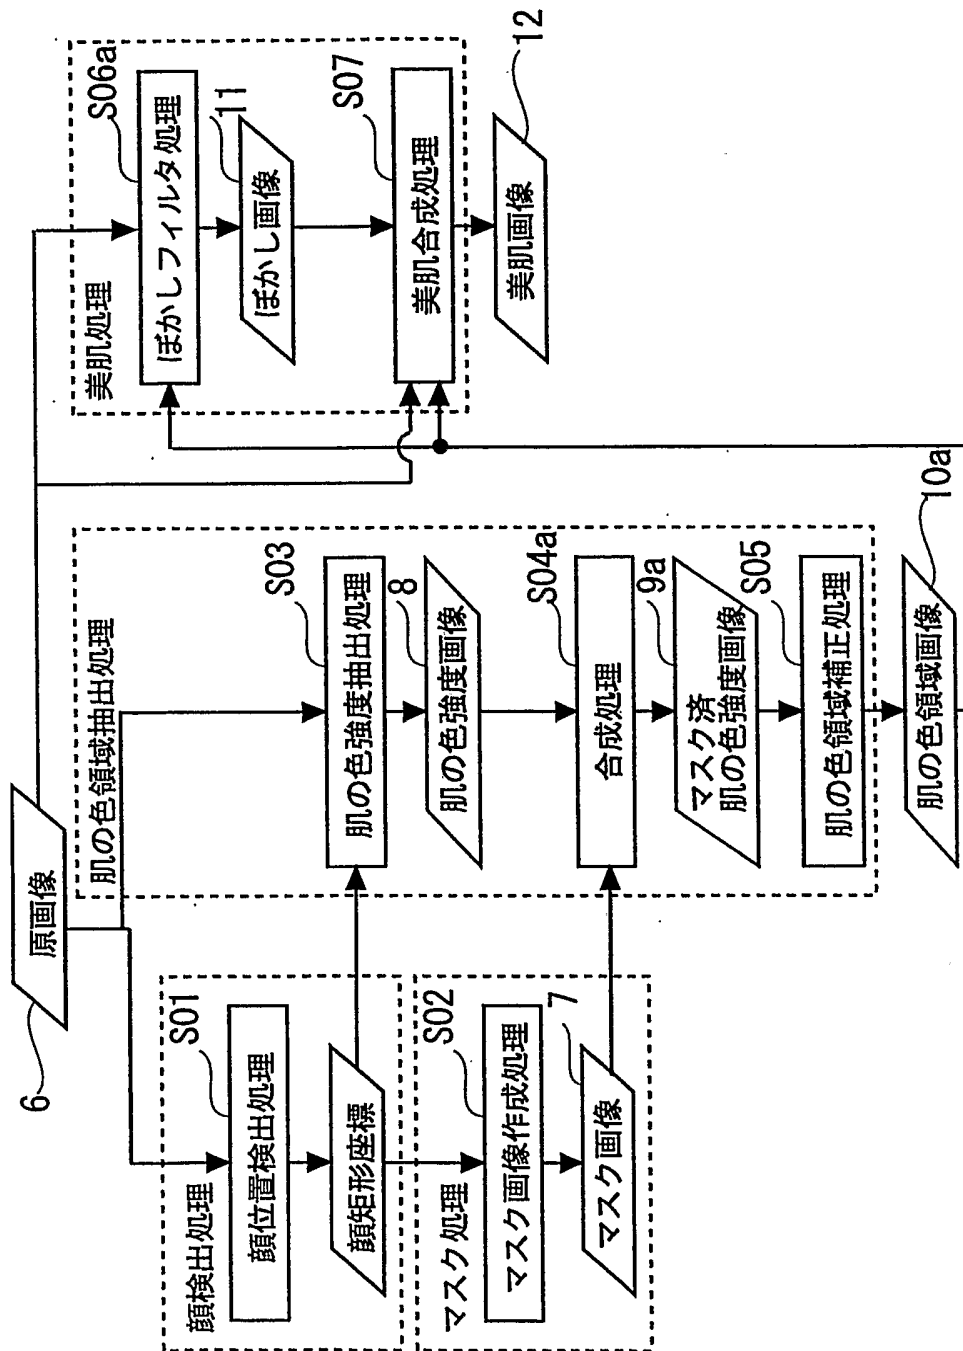 6
原画像
顔検出処理
S01
顔位置検出処理
顔矩形座標
マスク処理
S02
マスク画像作成処理
7
マスク画像
肌の色領域抽出処理
S03
肌の色強度抽出処理
8
肌の色強度画像
S04a
合成処理
9a
マスク済
肌の色強度画像
S05
肌の色領域補正処理
10a
肌の色領域画像
美肌処理
S06a
ぼかしフィルタ処理
11
ぼかし画像
S07
美肌合成処理
12
美肌画像